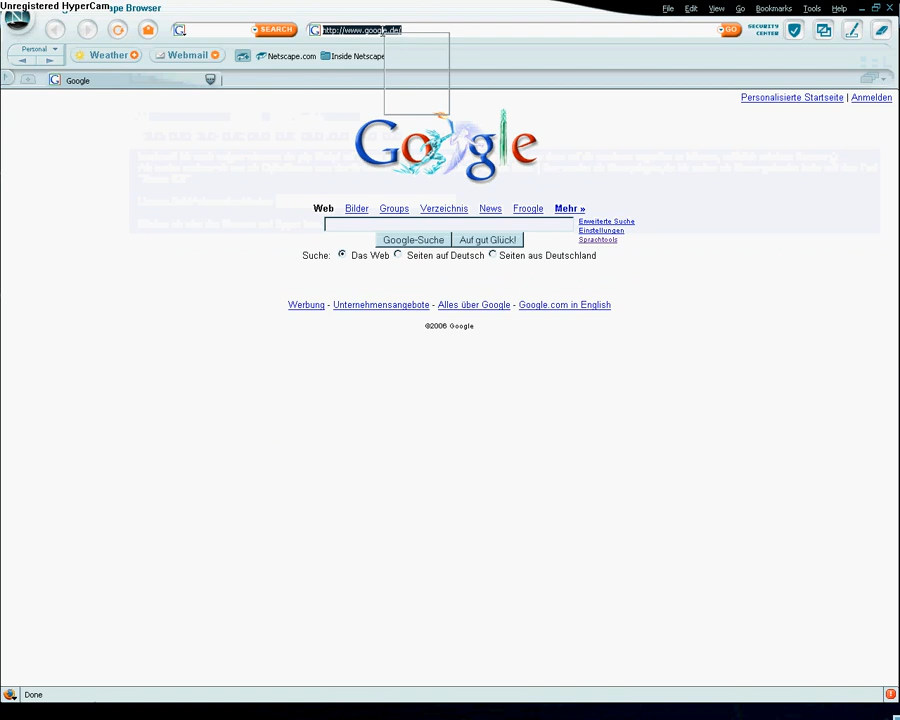 Unregistered HyperCam
ape Browser
File Edit View Go Bookmarks Tools Help
SEARCH
http://www.google.de/
GO
SECURITY CENTER
Personal
Weather
Webmail
Netscape.com
Inside Netscape
Google
Personalisierte Startseite | Anmelden
Google
Web Bilder Groups Verzeichnis News Froogle Mehr »
Erweiterte Suche
Einstellungen
Sprachtools
Google-Suche Auf gut Glück!
Suche: Das Web Seiten auf Deutsch Seiten aus Deutschland
Werbung - Unternehmensangebote - Alles über Google - Google.com in English
©2006 Google
Done